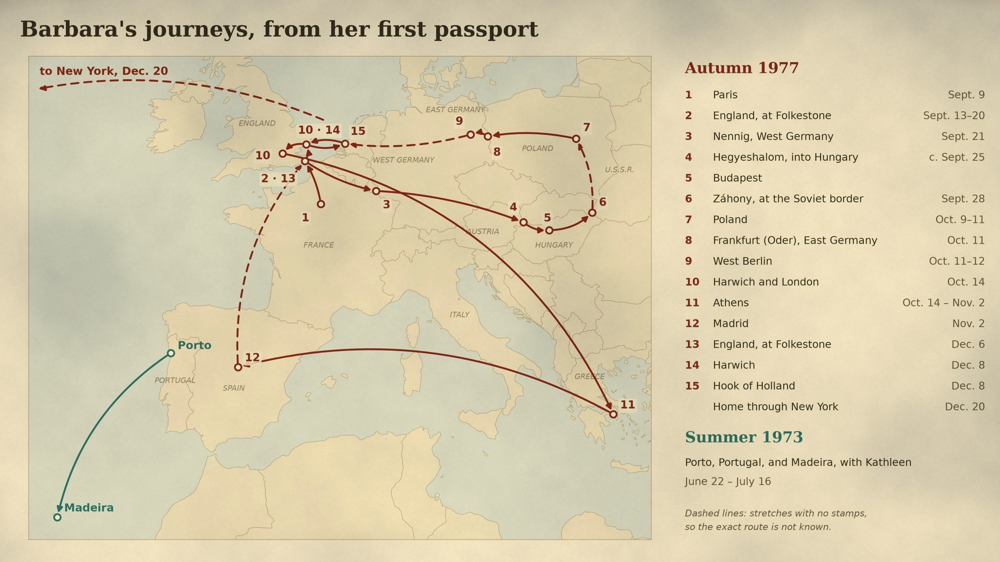 Barbara's journeys, from her first passport
to New York, Dec. 20
ENGLAND
EAST GERMANY
9
10 · 14
15
7
10
8
POLAND
WEST GERMANY
U.S.S.R.
2 · 13
3
1
4
5
6
AUSTRIA
FRANCE
HUNGARY
ITALY
Porto
12
PORTUGAL
SPAIN
GREECE
11
Madeira
Autumn 1977
1 Paris Sept. 9
2 England, at Folkestone Sept. 13–20
3 Nennig, West Germany Sept. 21
4 Hegyeshalom, into Hungary c. Sept. 25
5 Budapest
6 Záhony, at the Soviet border Sept. 28
7 Poland Oct. 9–11
8 Frankfurt (Oder), East Germany Oct. 11
9 West Berlin Oct. 11–12
10 Harwich and London Oct. 14
11 Athens Oct. 14 – Nov. 2
12 Madrid Nov. 2
13 England, at Folkestone Dec. 6
14 Harwich Dec. 8
15 Hook of Holland Dec. 8
Home through New York Dec. 20
Summer 1973
Porto, Portugal, and Madeira, with Kathleen
June 22 – July 16
Dashed lines: stretches with no stamps,
so the exact route is not known.